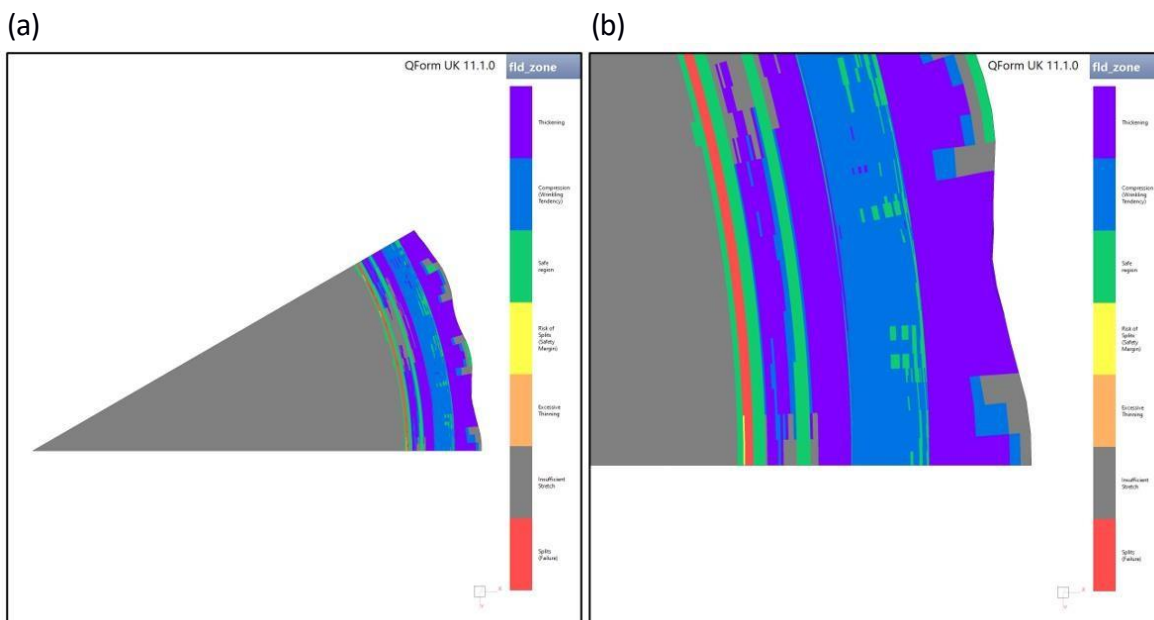 (a)
(b)
QForm UK 11.1.0
fld_zone
Thickening
Compression
(Wrinkling
Tendency)
Safe
region
Risk of
Splits
(Safety
Margin)
Excessive
Thinning
Insufficient
Stretch
Splits
(Failure)
QForm UK 11.1.0
fld_zone
Thickening
Compression
(Wrinkling
Tendency)
Safe
region
Risk of
Splits
(Safety
Margin)
Excessive
Thinning
Insufficient
Stretch
Splits
(Failure)